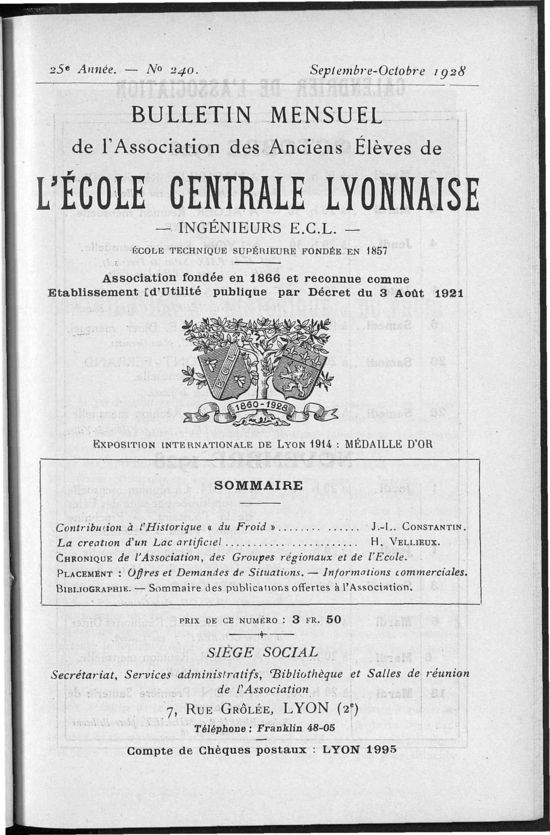 25e Année. — No 240. Septembre-Octobre 1928
BULLETIN MENSUEL
de l'Association des Anciens Élèves de
L'ÉCOLE CENTRALE LYONNAISE
— INGÉNIEURS E.C.L. —
ÉCOLE TECHNIQUE SUPÉRIEURE FONDÉE EN 1857
Association fondée en 1866 et reconnue comme
Etablissement d'Utilité publique par Décret du 3 Août 1921
1860-1926
EXPOSITION INTERNATIONALE DE LYON 1914 : MÉDAILLE D'OR
SOMMAIRE
Contribution à l'Historique « du Froid » .................... J.-L. CONSTANTIN.
La creation d'un Lac artificiel ....................... H. VELLIEUX.
CHRONIQUE de l'Association, des Groupes régionaux et de l'Ecole.
PLACEMENT : Offres et Demandes de Situations. — Informations commerciales.
BIBLIOGRAPHIE. — Sommaire des publications offertes à l'Association.
PRIX DE CE NUMÉRO : 3 FR. 50
SIÈGE SOCIAL
Secrétariat, Services administratifs, Bibliothèque et Salles de réunion
de l'Association
7, RUE GRÔLÉE, LYON (2e)
Téléphone : Franklin 48-05
Compte de Chèques postaux : LYON 1995